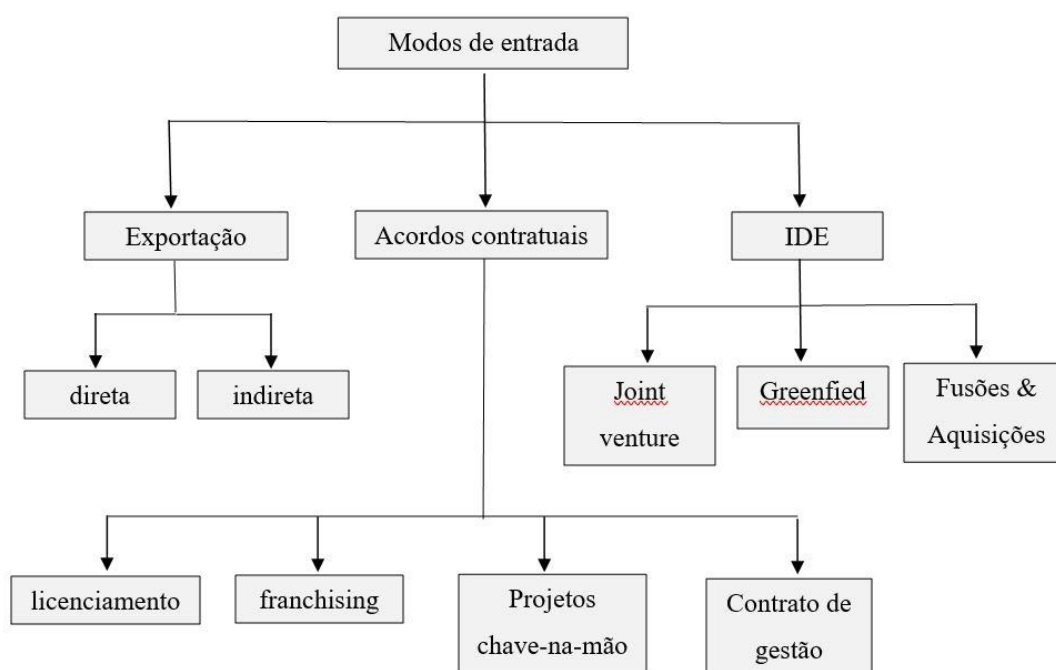 Modos de entrada
Exportação
Acordos contratuais
IDE
direta
indireta
Joint
venture
Greenfied
Fusões &
Aquisições
licenciamento
franchising
Projetos
chave-na-mão
Contrato de
gestão